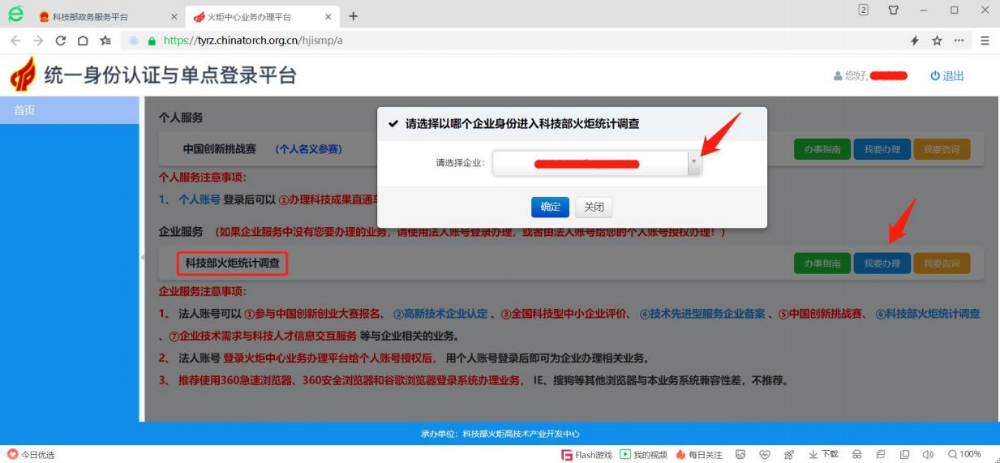 科技部政务服务平台
火炬中心业务办理平台
2
https://tyrz.chinatorch.org.cn/hjismp/a
统一身份认证与单点登录平台
您好,
退出
首页
个人服务
中国创新挑战赛 (个人名义参赛)
办事指南 我要办理 我要咨询
个人服务注意事项：
1、 个人账号 登录后可以 ①办理科技成果直通车
请选择以哪个企业身份进入科技部火炬统计调查
请选择企业：
确定 关闭
企业服务 （如果企业服务中没有您要办理的业务，请使用法人账号登录办理，或者由法人账号给您的个人账号授权办理！）
科技部火炬统计调查
办事指南 我要办理 我要咨询
企业服务注意事项：
1、 法人账号可以 ①参与中国创新创业大赛报名、 ②高新技术企业认定 、③全国科技型中小企业评价、 ④技术先进型服务企业备案 、⑤中国创新挑战赛、 ⑥科技部火炬统计调查
、⑦企业技术需求与科技人才信息交互服务 等与企业相关的业务。
2、 法人账号 登录火炬中心业务办理平台给个人账号授权后， 用个人账号登录后即可为企业办理相关业务。
3、 推荐使用360急速浏览器、360安全浏览器和谷歌浏览器登录系统办理业务， IE、搜狗等其他浏览器与本业务系统兼容性差，不推荐。
承办单位：科技部火炬高技术产业开发中心
今日优选
Flash游戏 我的视频 每日关注 下载 100%